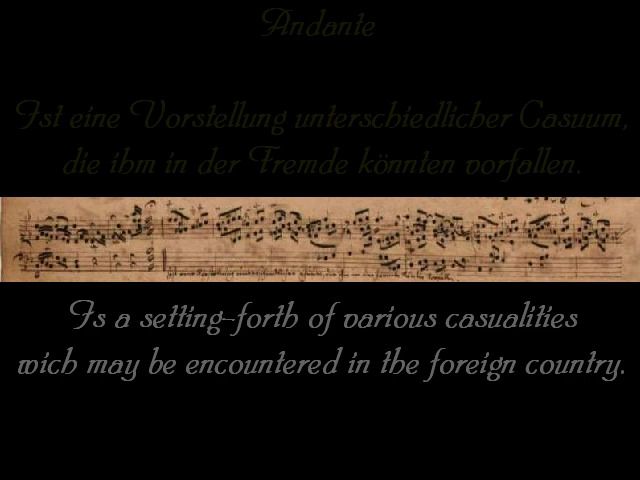 Andante
Ist eine Vorstellung unterschiedlicher Casuum,
die ihm in der Fremde könnten vorfallen.
Is a setting-forth of various casualities
wich may be encountered in the foreign country.